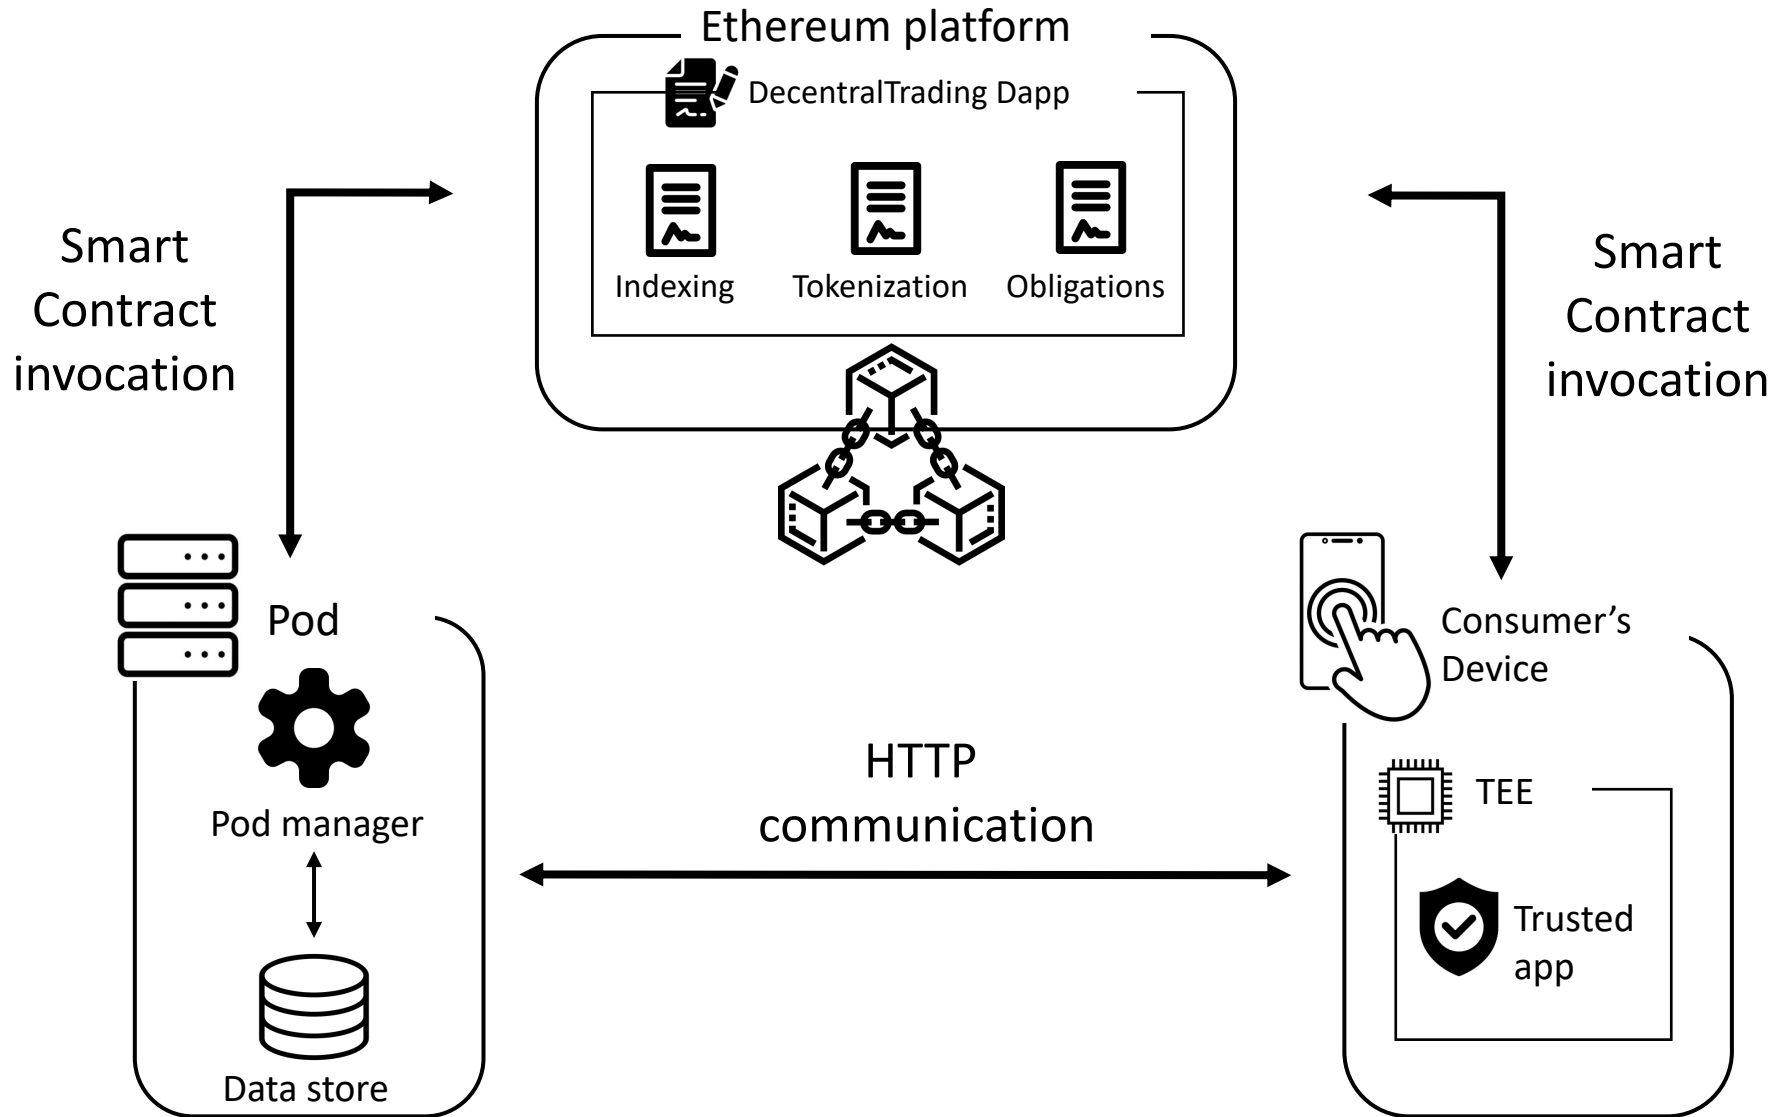 Ethereum platform
DecentralTrading Dapp
Indexing
Tokenization
Obligations
Smart
Contract
invocation
Smart
Contract
invocation
Pod
Pod manager
Data store
HTTP
communication
Consumer’s
Device
TEE
Trusted
app